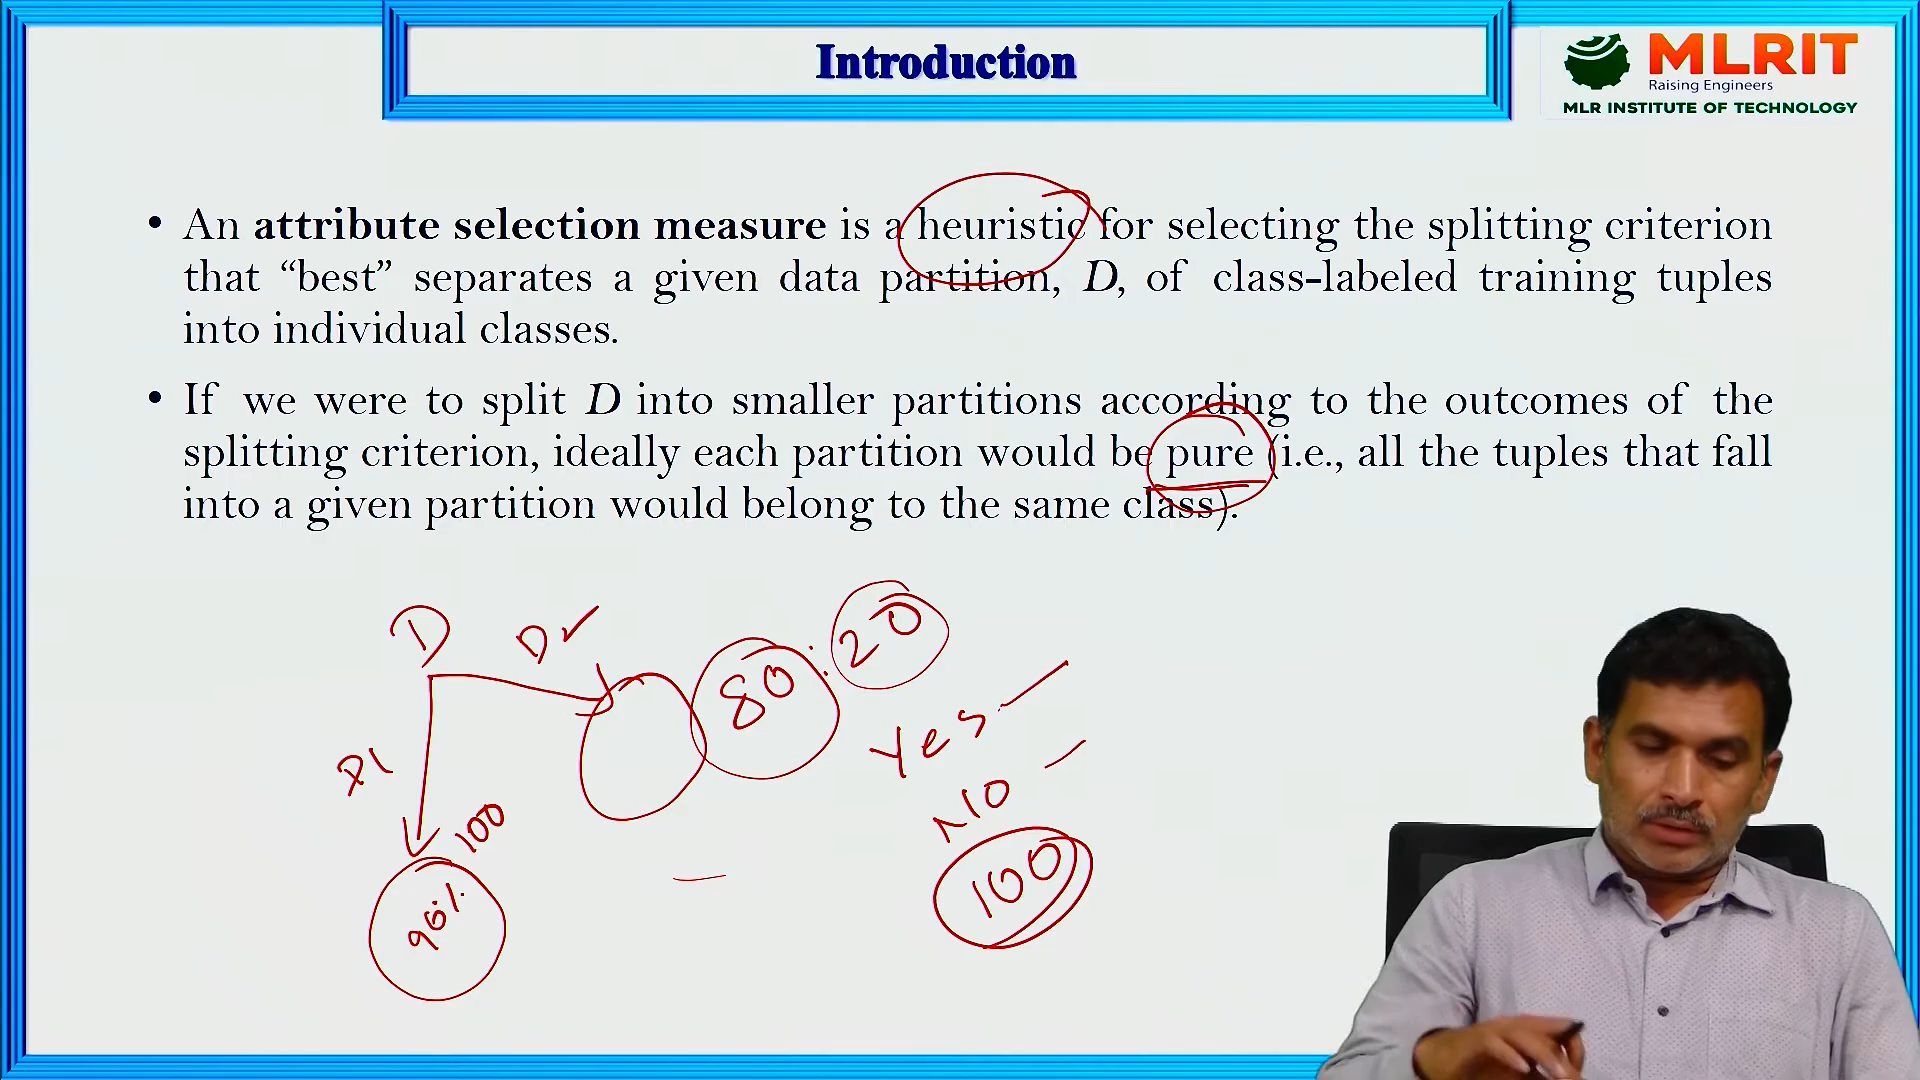 Introduction
MLRIT
Raising Engineers
MLR INSTITUTE OF TECHNOLOGY
• An attribute selection measure is a heuristic for selecting the splitting criterion
that “best” separates a given data partition, D, of class-labeled training tuples
into individual classes.
• If we were to split D into smaller partitions according to the outcomes of the
splitting criterion, ideally each partition would be pure (i.e., all the tuples that fall
into a given partition would belong to the same class).
D
D
80:20
Yes
NO
100
100
90%